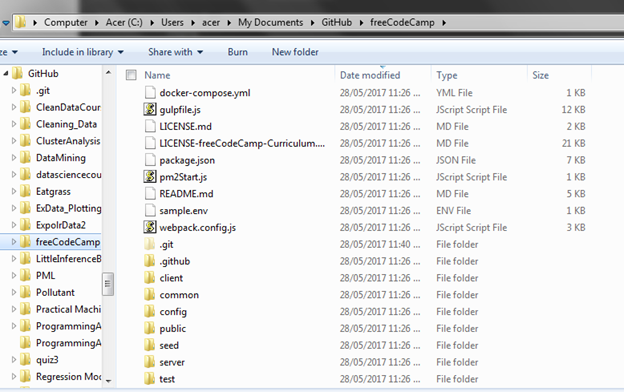 Computer ▸ Acer (C:) ▸ Users ▸ acer ▸ My Documents ▸ GitHub ▸ freeCodeCamp ▸
ze ▾ Include in library ▾ Share with ▾ Burn New folder
GitHub
.git
CleanDataCour
Cleaning_Data
ClusterAnalysis
DataMining
datasciencecou
Eatgrass
ExData_Plotting
ExpolrData2
freeCodeCamp
LittleInferenceB
PML
Pollutant
Practical Machi
ProgrammingA
ProgrammingA
quiz3
Regression Mod
Name Date modified Type Size
docker-compose.yml 28/05/2017 11:26 ... YML File 1 KB
gulpfile.js 28/05/2017 11:26 ... JScript Script File 12 KB
LICENSE.md 28/05/2017 11:26 ... MD File 2 KB
LICENSE-freeCodeCamp-Curriculum.... 28/05/2017 11:26 ... MD File 21 KB
package.json 28/05/2017 11:26 ... JSON File 7 KB
pm2Start.js 28/05/2017 11:26 ... JScript Script File 1 KB
README.md 28/05/2017 11:26 ... MD File 5 KB
sample.env 28/05/2017 11:26 ... ENV File 1 KB
webpack.config.js 28/05/2017 11:26 ... JScript Script File 3 KB
.git 28/05/2017 11:40 ... File folder
.github 28/05/2017 11:26 ... File folder
client 28/05/2017 11:26 ... File folder
common 28/05/2017 11:26 ... File folder
config 28/05/2017 11:26 ... File folder
public 28/05/2017 11:26 ... File folder
seed 28/05/2017 11:26 ... File folder
server 28/05/2017 11:26 ... File folder
test 28/05/2017 11:26 ... File folder